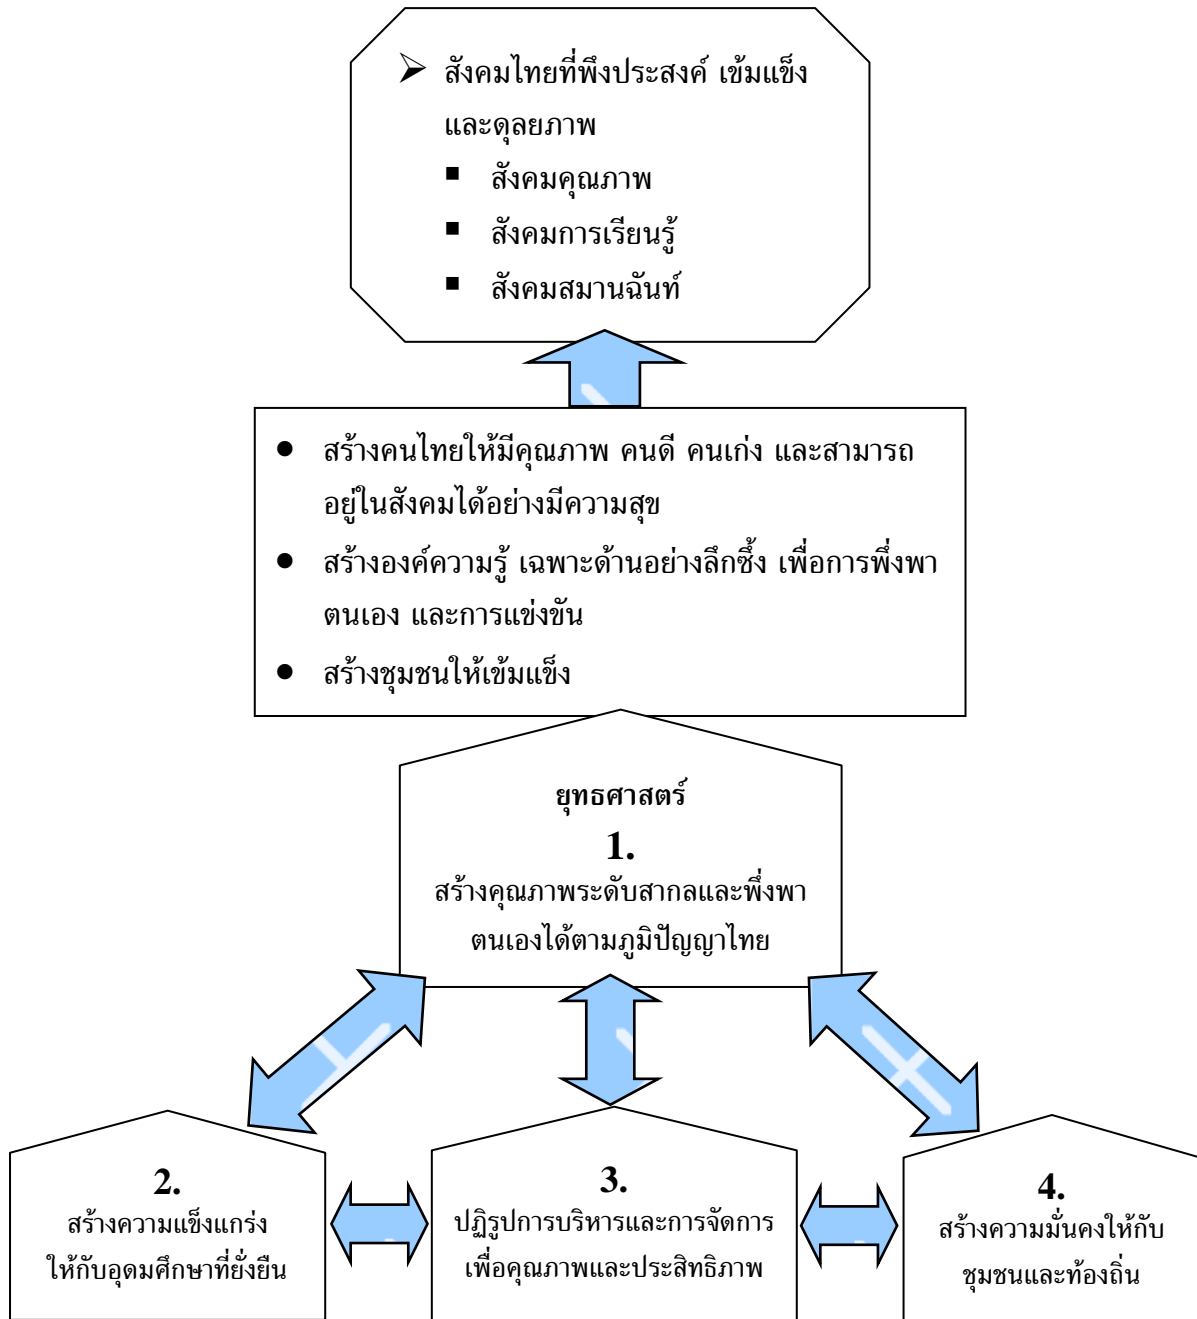 ➢ สังคมไทยที่พึงประสงค์ เข้มแข็ง
และดุลยภาพ
▪ สังคมคุณภาพ
▪ สังคมการเรียนรู้
▪ สังคมสมานฉันท์
● สร้างคนไทยให้มีคุณภาพ คนดี คนเก่ง และสามารถ
อยู่ในสังคมได้อย่างมีความสุข
● สร้างองค์ความรู้ เฉพาะด้านอย่างลึกซึ้ง เพื่อการพึ่งพา
ตนเอง และการแข่งขัน
● สร้างชุมชนให้เข้มแข็ง
ยุทธศาสตร์
1.
สร้างคุณภาพระดับสากลและพึ่งพา
ตนเองได้ตามภูมิปัญญาไทย
2.
สร้างความแข็งแกร่ง
ให้กับอุดมศึกษาที่ยั่งยืน
3.
ปฏิรูปการบริหารและการจัดการ
เพื่อคุณภาพและประสิทธิภาพ
4.
สร้างความมั่นคงให้กับ
ชุมชนและท้องถิ่น